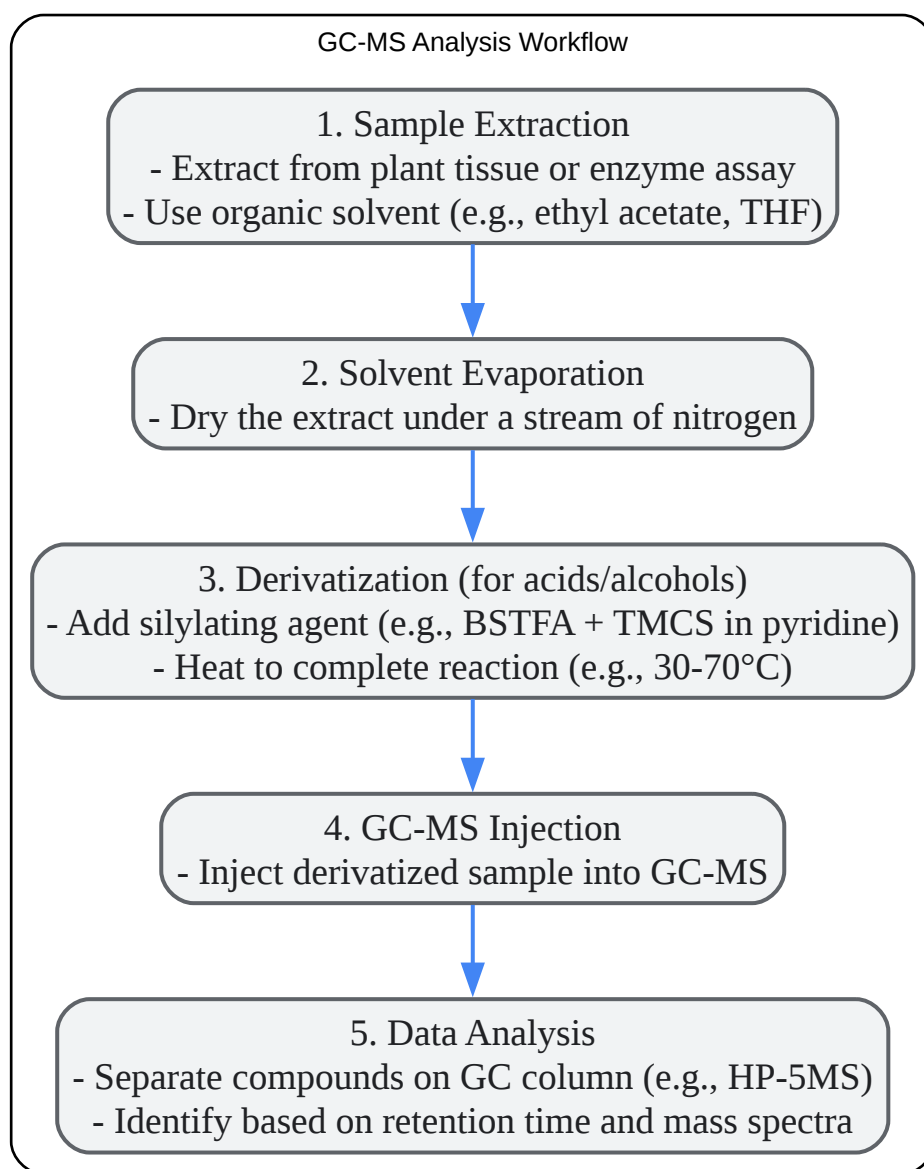 GC-MS Analysis Workflow
1. Sample Extraction
- Extract from plant tissue or enzyme assay
- Use organic solvent (e.g., ethyl acetate, THF)
2. Solvent Evaporation
- Dry the extract under a stream of nitrogen
3. Derivatization (for acids/alcohols)
- Add silylating agent (e.g., BSTFA + TMCS in pyridine)
- Heat to complete reaction (e.g., 30-70°C)
4. GC-MS Injection
- Inject derivatized sample into GC-MS
5. Data Analysis
- Separate compounds on GC column (e.g., HP-5MS)
- Identify based on retention time and mass spectra